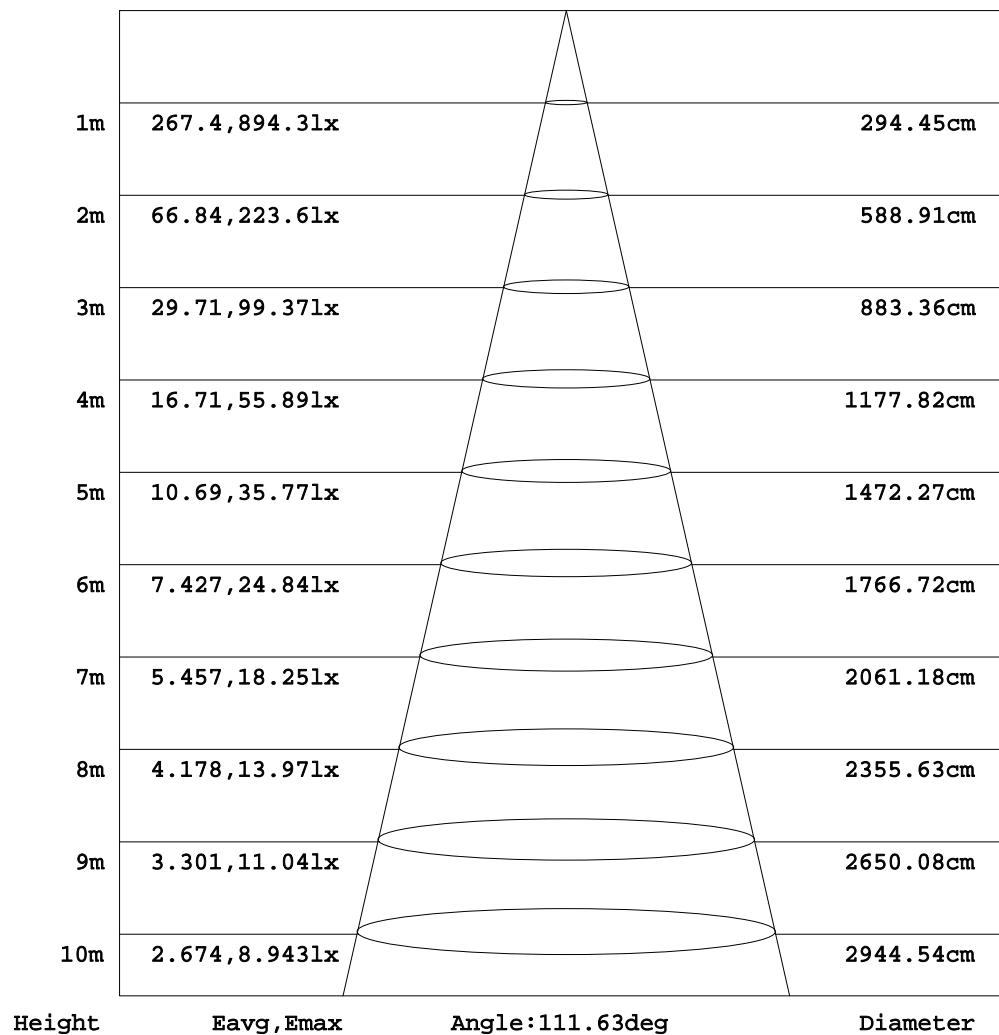 1m 267.4,894.3lx 294.45cm
2m 66.84,223.6lx 588.91cm
3m 29.71,99.37lx 883.36cm
4m 16.71,55.89lx 1177.82cm
5m 10.69,35.77lx 1472.27cm
6m 7.427,24.84lx 1766.72cm
7m 5.457,18.25lx 2061.18cm
8m 4.178,13.97lx 2355.63cm
9m 3.301,11.04lx 2650.08cm
10m 2.674,8.943lx 2944.54cm
Height Eavg,Emax Angle:111.63deg Diameter